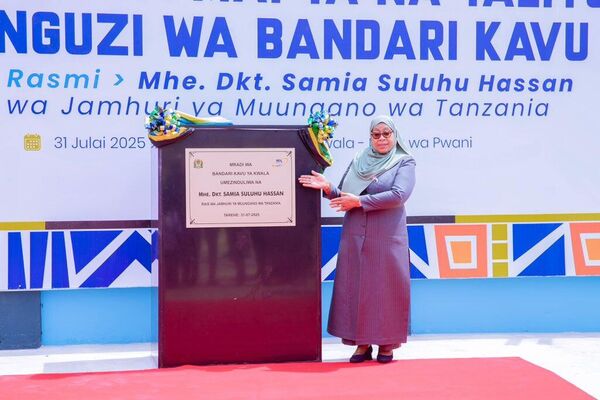 NGUZI WA BANDARI KAVU
Rasmi > Mhe. Dkt. Samia Suluhu Hassan
wa Jamhuri ya Muungano wa Tanzania
31 Julai 2025
wa Pwani
MRADI WA
BANDARI KAVU YA KWALA
UMEZINDULIWA NA
MHE. DKT. SAMIA SULUHU HASSAN
RAIS WA JAMHURI YA MUUNGANO WA TANZANIA
TAREHE: 31-07-2025